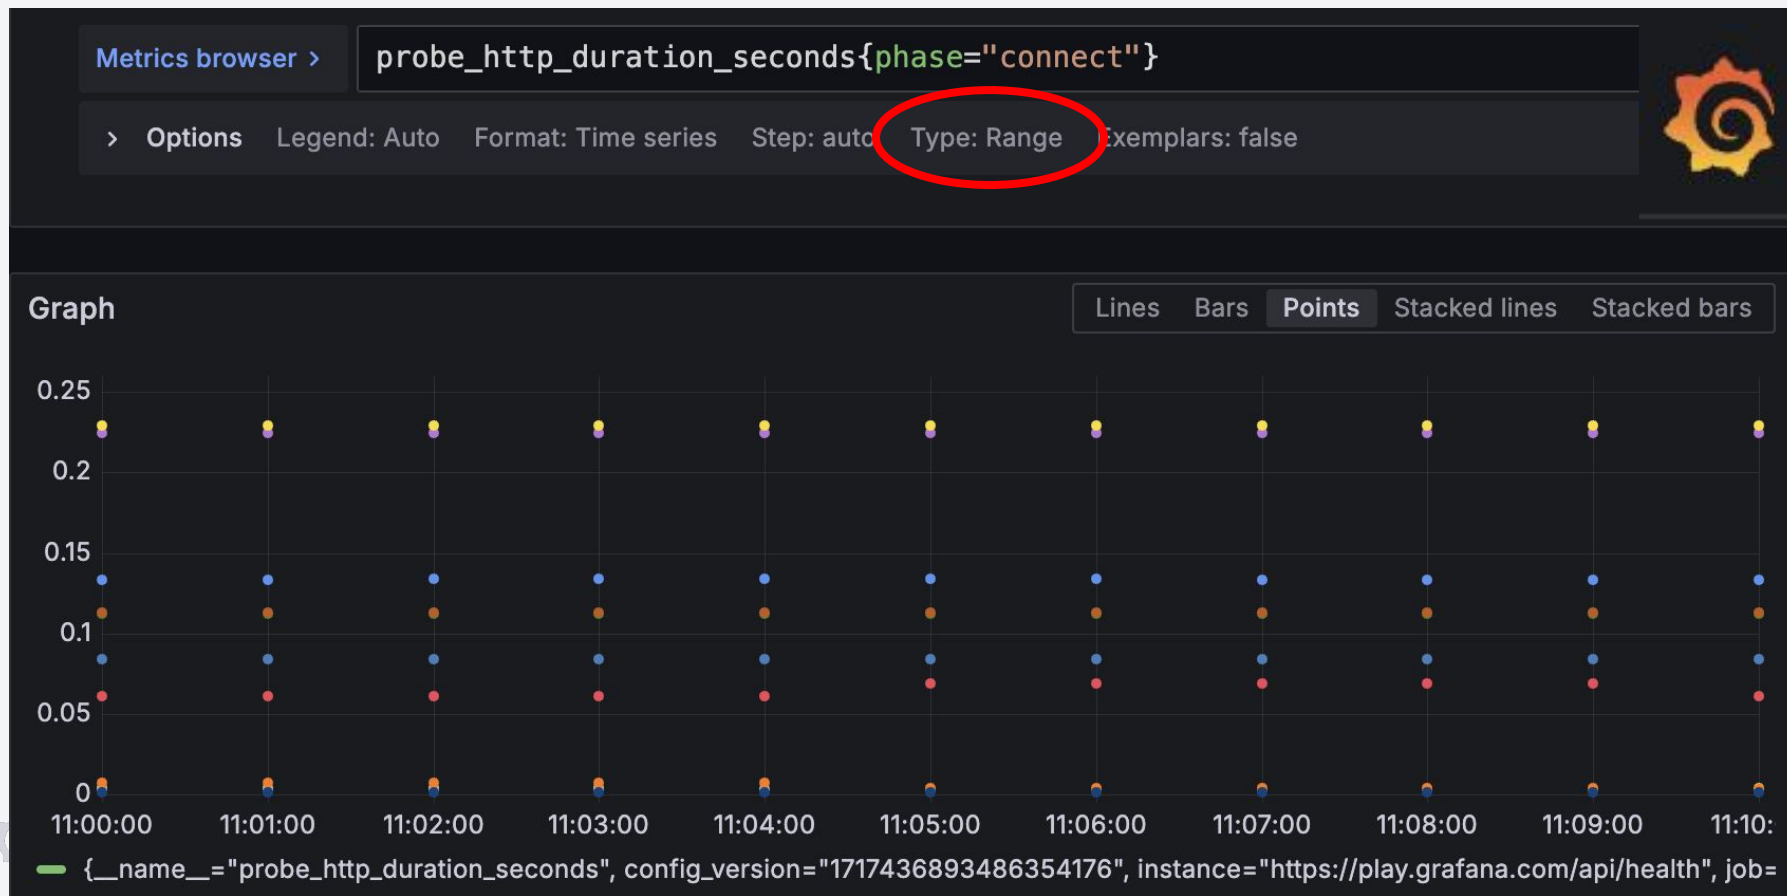 Metrics browser >
probe_http_duration_seconds{phase="connect"}
> Options Legend: Auto Format: Time series Step: auto Type: Range Exemplars: false
Graph
Lines Bars Points Stacked lines Stacked bars
0.25
0.2
0.15
0.1
0.05
0
11:00:00 11:01:00 11:02:00 11:03:00 11:04:00 11:05:00 11:06:00 11:07:00 11:08:00 11:09:00 11:10:
{__name__="probe_http_duration_seconds", config_version="1717436893486354176", instance="https://play.grafana.com/api/health", job=